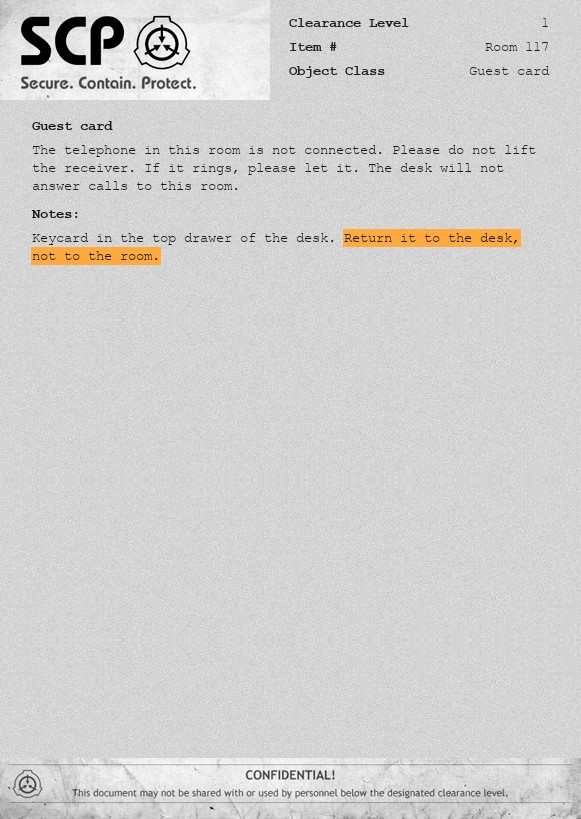 SCP
Secure. Contain. Protect.
Clearance Level 1
Item # Room 117
Object Class Guest card
Guest card
The telephone in this room is not connected. Please do not lift
the receiver. If it rings, please let it. The desk will not
answer calls to this room.
Notes:
Keycard in the top drawer of the desk. Return it to the desk,
not to the room.
CONFIDENTIAL!
This document may not be shared with or used by personnel below the designated clearance level.